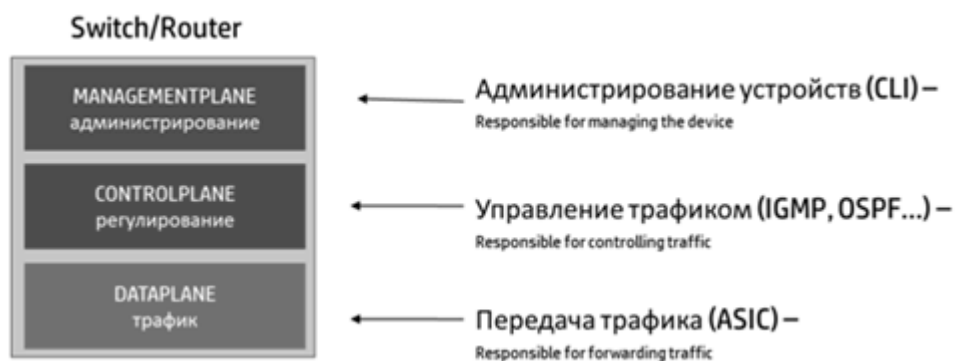 Switch/Router
MANAGEMENTPLANE
администрирование
Администрирование устройств (CLI) –
Responsible for managing the device
CONTROLPLANE
регулирование
Управление трафиком (IGMP, OSPF...) –
Responsible for controlling traffic
DATAPLANE
трафик
Передача трафика (ASIC) –
Responsible for forwarding traffic